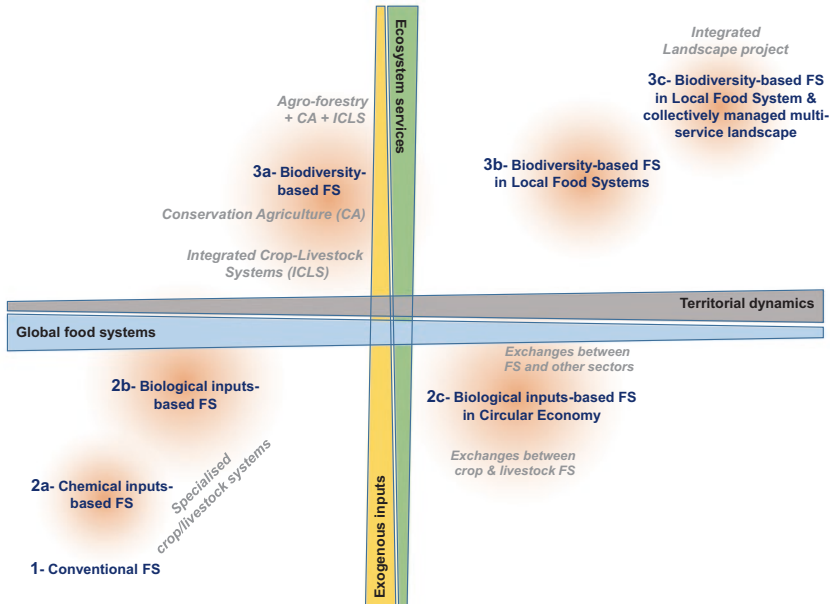 Integrated
Landscape project
3c- Biodiversity-based FS
in Local Food System &
collectively managed multi-
service landscape
Ecosystem services
Agro-forestry
+ CA + ICLS
3a- Biodiversity-
based FS
Conservation Agriculture (CA)
Integrated Crop-Livestock
Systems (ICLS)
3b- Biodiversity-based FS
in Local Food Systems
Territorial dynamics
Global food systems
Exchanges between
FS and other sectors
2b- Biological inputs-
based FS
2c- Biological inputs-based FS
in Circular Economy
Exchanges between
crop & livestock FS
Specialised
crop/livestock systems
2a- Chemical inputs-
based FS
Exogenous inputs
1- Conventional FS